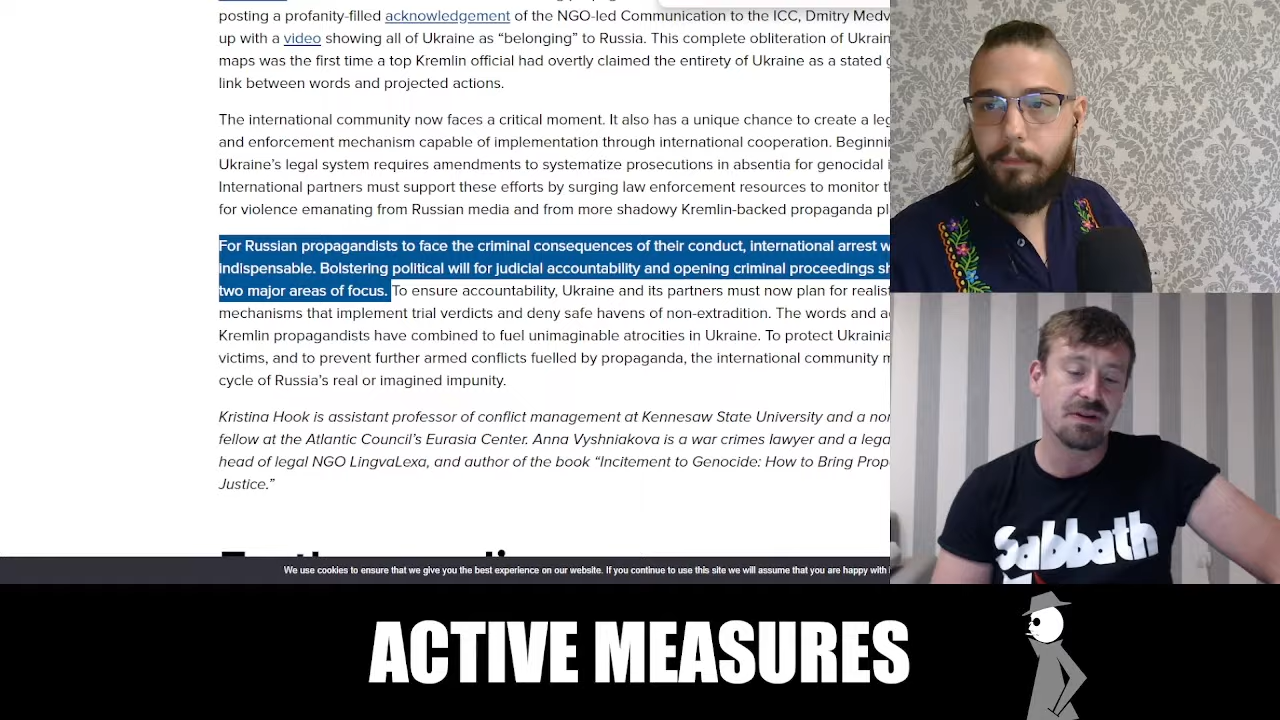 posting a profanity-filled acknowledgement of the NGO-led Communication to the ICC, Dmitry Medv
up with a video showing all of Ukraine as “belonging” to Russia. This complete obliteration of Ukrain
maps was the first time a top Kremlin official had overtly claimed the entirety of Ukraine as a stated g
link between words and projected actions.
The international community now faces a critical moment. It also has a unique chance to create a leg
and enforcement mechanism capable of implementation through international cooperation. Beginnin
Ukraine’s legal system requires amendments to systematize prosecutions in absentia for genocidal i
International partners must support these efforts by surging law enforcement resources to monitor th
for violence emanating from Russian media and from more shadowy Kremlin-backed propaganda pl
For Russian propagandists to face the criminal consequences of their conduct, international arrest w
indispensable. Bolstering political will for judicial accountability and opening criminal proceedings sh
two major areas of focus. To ensure accountability, Ukraine and its partners must now plan for realist
mechanisms that implement trial verdicts and deny safe havens of non-extradition. The words and ac
Kremlin propagandists have combined to fuel unimaginable atrocities in Ukraine. To protect Ukrainia
victims, and to prevent further armed conflicts fuelled by propaganda, the international community m
cycle of Russia’s real or imagined impunity.
Kristina Hook is assistant professor of conflict management at Kennesaw State University and a non
fellow at the Atlantic Council’s Eurasia Center. Anna Vyshniakova is a war crimes lawyer and a lega
head of legal NGO LingvaLexa, and author of the book “Incitement to Genocide: How to Bring Prop
Justice.”
We use cookies to ensure that we give you the best experience on our website. If you continue to use this site we will assume that you are happy with
Sabbath
ACTIVE MEASURES